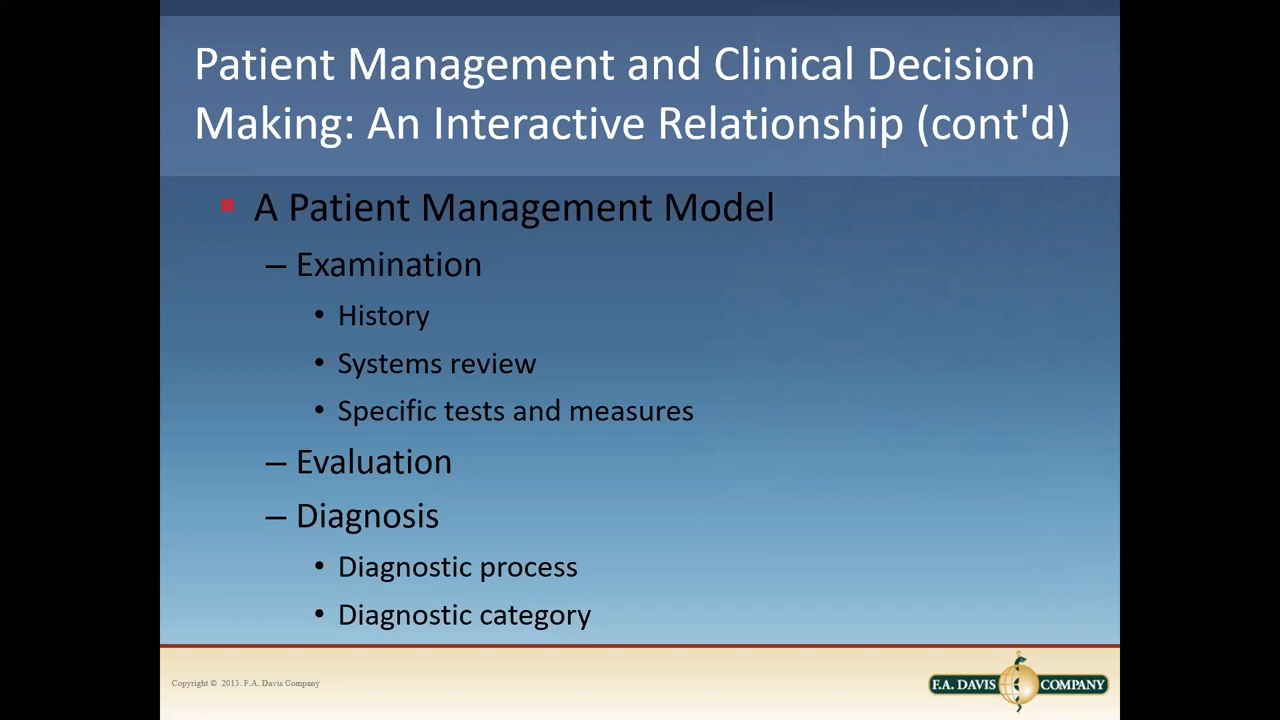 Patient Management and Clinical Decision
Making: An Interactive Relationship (cont'd)
▪ A Patient Management Model
– Examination
• History
• Systems review
• Specific tests and measures
– Evaluation
– Diagnosis
• Diagnostic process
• Diagnostic category
Copyright © 2013. F.A. Davis Company
F.A. DAVIS COMPANY